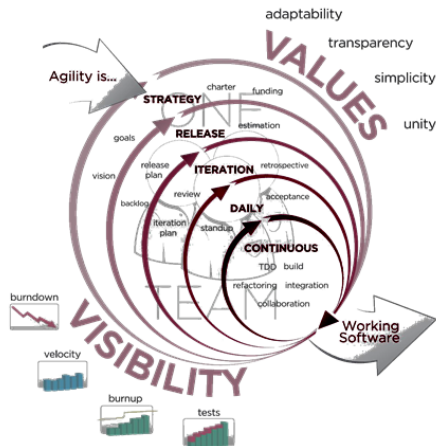 adaptability
transparency
simplicity
unity
VALUES
Agility is...
STRATEGY
charter
funding
ONE
goals
RELEASE
estimation
vision
release
plan
ITERATION
retrospective
backlog
review
DAILY
acceptance
iteration
plan
standup
CONTINUOUS
TDD
build
refactoring
integration
collaboration
TEAM
Working
Software
VISIBILITY
burndown
velocity
burnup
tests